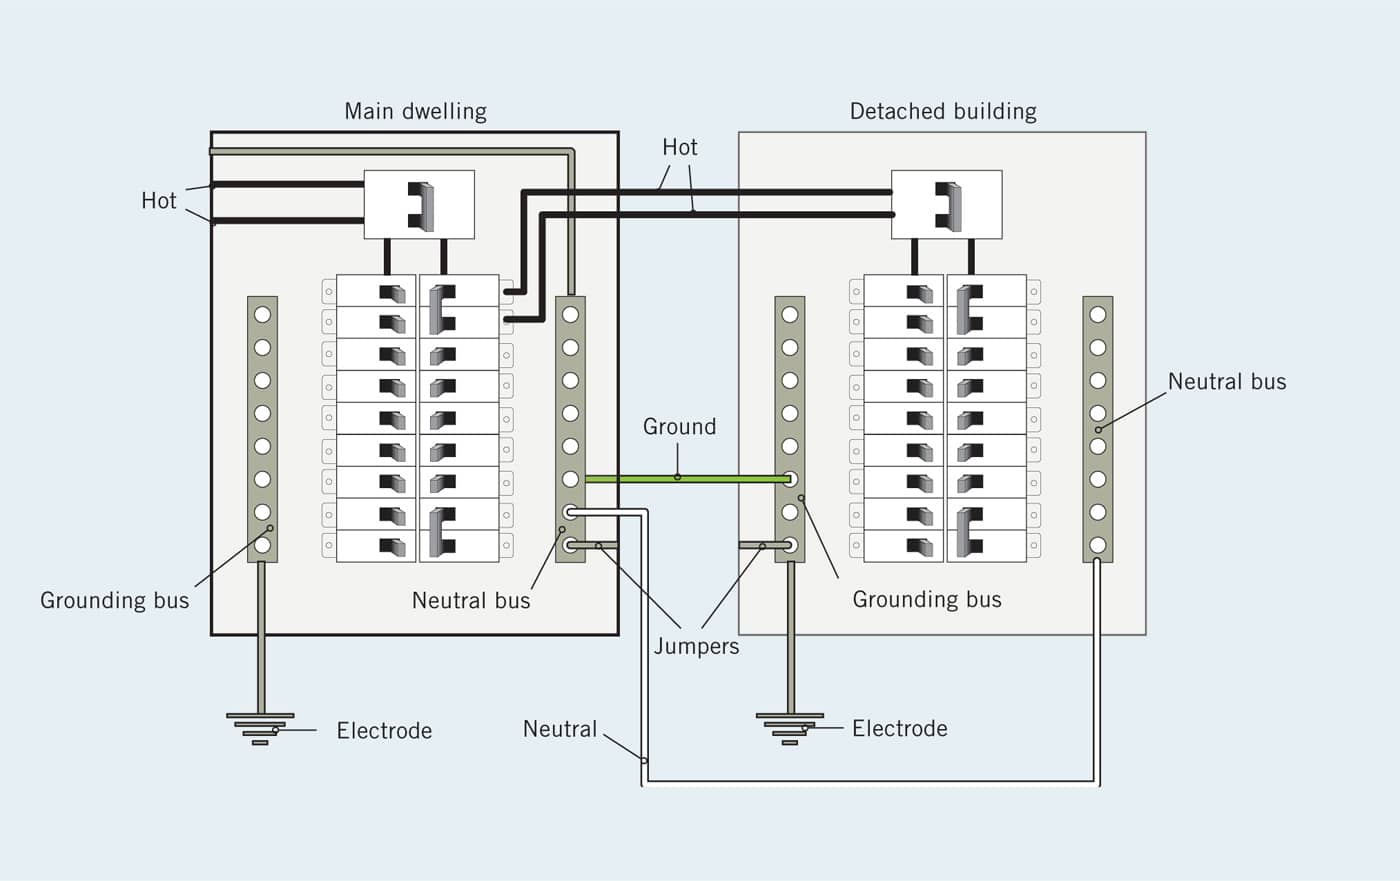 Main dwelling
Detached building
Hot
Hot
Neutral bus
Ground
Grounding bus
Neutral bus
Grounding bus
Jumpers
Electrode
Neutral
Electrode